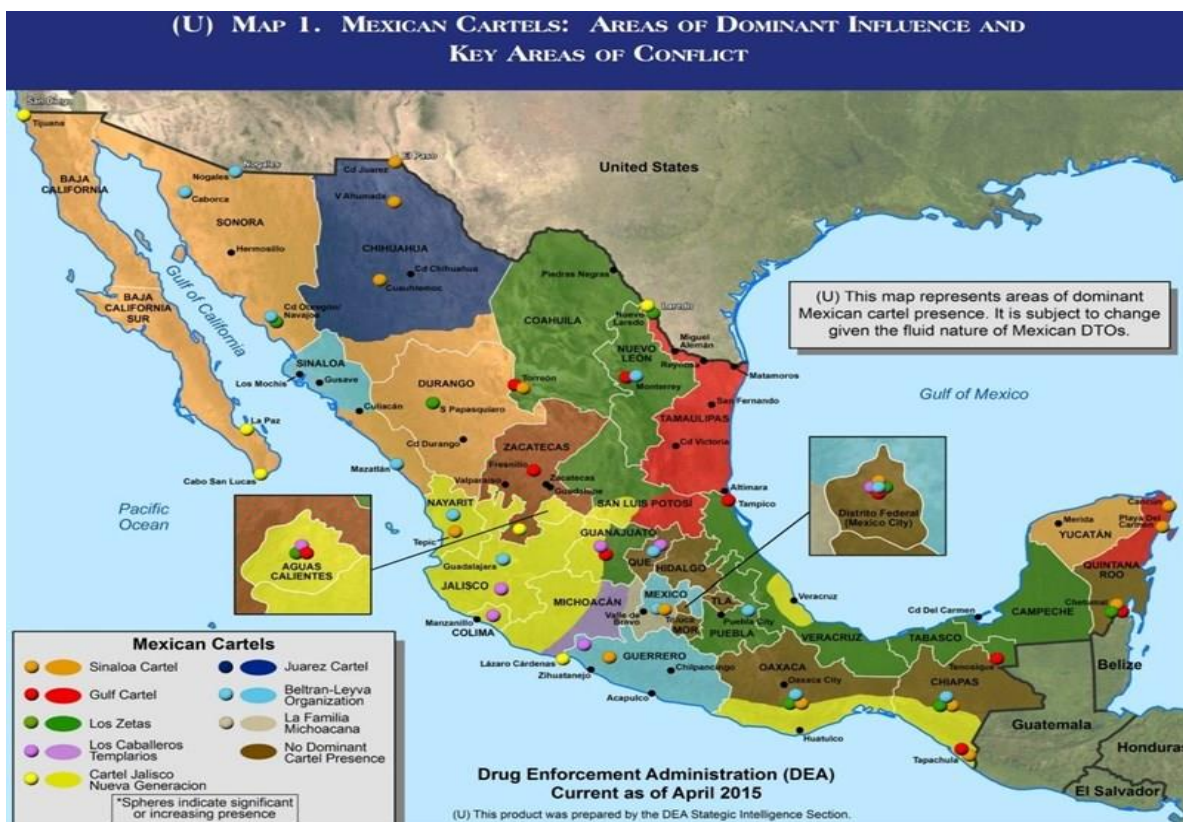 (U) MAP 1. MEXICAN CARTELS: AREAS OF DOMINANT INFLUENCE AND
KEY AREAS OF CONFLICT
San Diego
Tijuana
BAJA
CALIFORNIA
Nogales
Nogales
Caborca
SONORA
Hermosillo
Gulf of California
BAJA
CALIFORNIA
SUR
Cd Obregón/
Navajoa
El Paso
Cd Juarez
V Ahumada
CHIHUAHUA
Cd Chihuahua
Cuauhtemoc
United States
Piedras Negras
COAHUILA
Laredo
Nuevo
Laredo
NUEVO
LEON
Monterrey
Miguel
Alemán
Reynosa
Matamoros
San Fernando
TAMAULIPAS
Cd Victoria
(U) This map represents areas of dominant
Mexican cartel presence. It is subject to change
given the fluid nature of Mexican DTOs.
Gulf of Mexico
SINALOA
Los Mochis
Gusave
Culiacán
DURANGO
Torreón
S Papasquiero
Cd Durango
La Paz
Cabo San Lucas
Mazatlán
ZACATECAS
Fresnillo
Valparaiso
Zacatecas
Guadalupe
SAN LUIS POTOSÍ
Altimara
Tampico
Pacific
Ocean
NAYARIT
Tepic
Guadalajara
JALISCO
Manzanillo
COLIMA
AGUAS
CALIENTES
GUANAJUATO
QUE
HIDALGO
MEXICO
TLA.
MOR
Toluca
Valle de
Bravo
Puebla City
PUEBLA
MICHOACÁN
Lázaro Cárdenas
Zihuatanejo
GUERRERO
Chilpancingo
Acapulco
Distrito Federal
(Mexico City)
Veracruz
VERACRUZ
OAXACA
Oaxaca City
Huatulco
TABASCO
Tenosique
CHIAPAS
Tapachula
Cd Del Carmen
CAMPECHE
Merida
YUCATÁN
Cancun
Playa Del
Carmen
QUINTANA
ROO
Chetumal
Belize
Guatemala
Honduras
El Salvador
Mexican Cartels
Sinaloa Cartel
Juarez Cartel
Gulf Cartel
Beltran-Leyva
Organization
Los Zetas
La Familia
Michoacana
Los Caballeros
Templarios
No Dominant
Cartel Presence
Cartel Jalisco
Nueva Generacion
*Spheres indicate significant
or increasing presence
Drug Enforcement Administration (DEA)
Current as of April 2015
(U) This product was prepared by the DEA Stategic Intelligence Section.